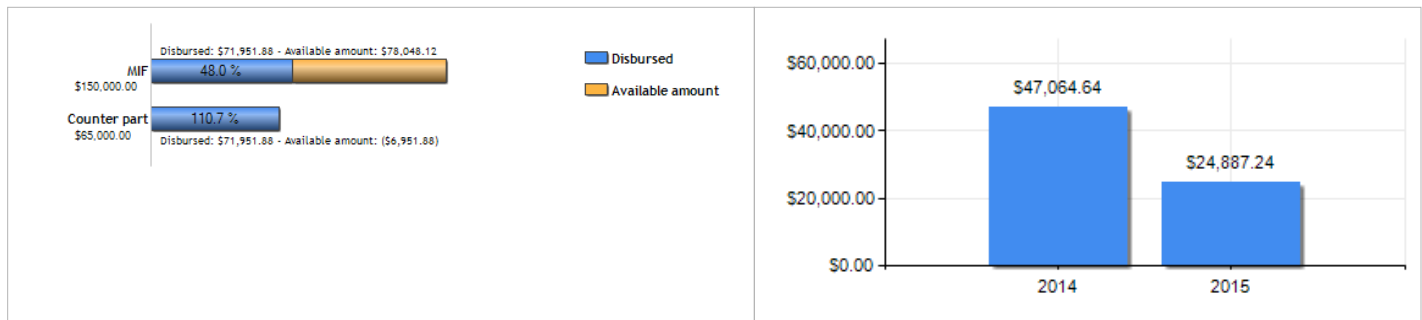 Disbursed: $71,951.88 - Available amount: $78,048.12
MIF
$150,000.00
48.0 %
Counter part
$65,000.00
110.7 %
Disbursed: $71,951.88 - Available amount: ($6,951.88)
Disbursed
Available amount
$60,000.00
$40,000.00
$20,000.00
$0.00
$47,064.64
$24,887.24
2014
2015